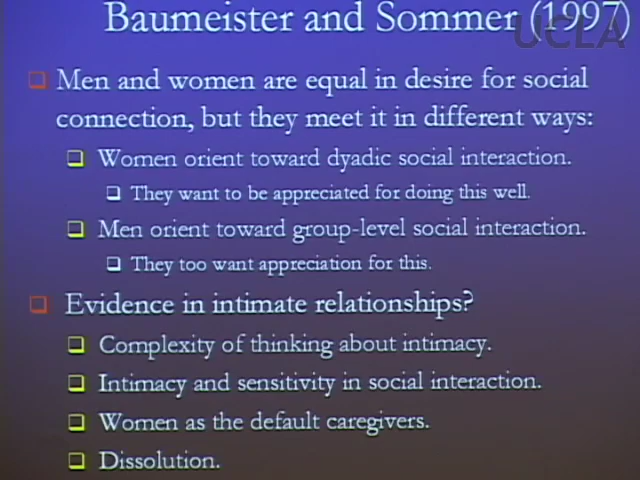 Baumeister and Sommer (1997)
UCLA
Men and women are equal in desire for social
connection, but they meet it in different ways:
Women orient toward dyadic social interaction.
They want to be appreciated for doing this well.
Men orient toward group-level social interaction.
They too want appreciation for this.
Evidence in intimate relationships?
Complexity of thinking about intimacy.
Intimacy and sensitivity in social interaction.
Women as the default caregivers.
Dissolution.